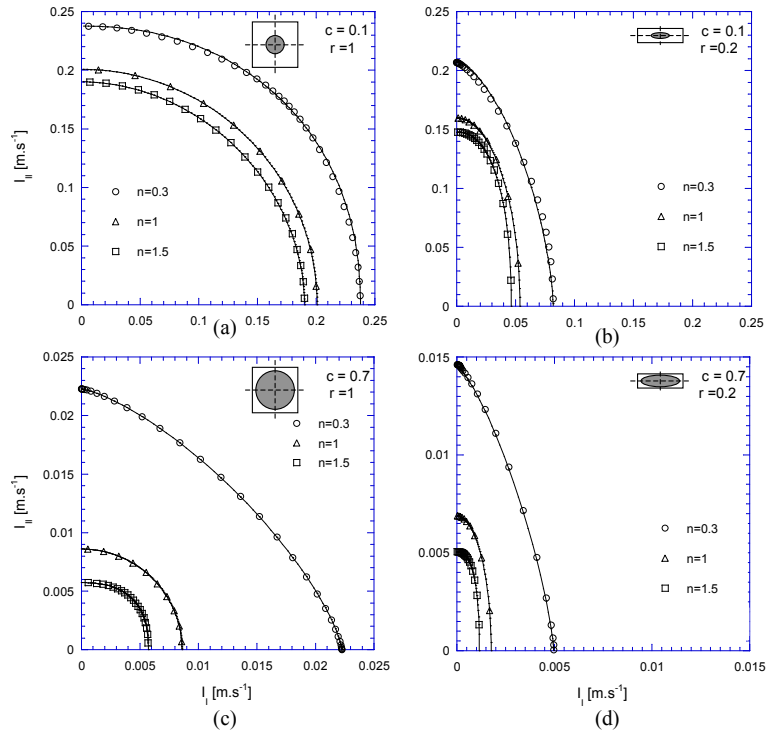 0.25
0.20
0.15
0.1
0.05
0
I_II [m.s⁻¹]
c = 0.1
r =1
n=0.3
n=1
n=1.5
0
0.05
0.1
0.15
0.2
0.25
(a)
0.25
0.2
0.15
0.1
0.05
0
c = 0.1
r=0.2
n=0.3
n=1
n=1.5
0
0.05
0.1
0.15
0.2
0.25
(b)
0.025
0.02
0.015
0.01
0.005
0
I_II [m.s⁻¹]
c = 0.7
r =1
n=0.3
n=1
n=1.5
0
0.005
0.01
0.015
0.02
0.025
I_I [m.s⁻¹]
(c)
0.015
0.01
0.005
0
c = 0.7
r=0.2
n=0.3
n=1
n=1.5
0
0.005
0.01
0.015
I_I [m.s⁻¹]
(d)